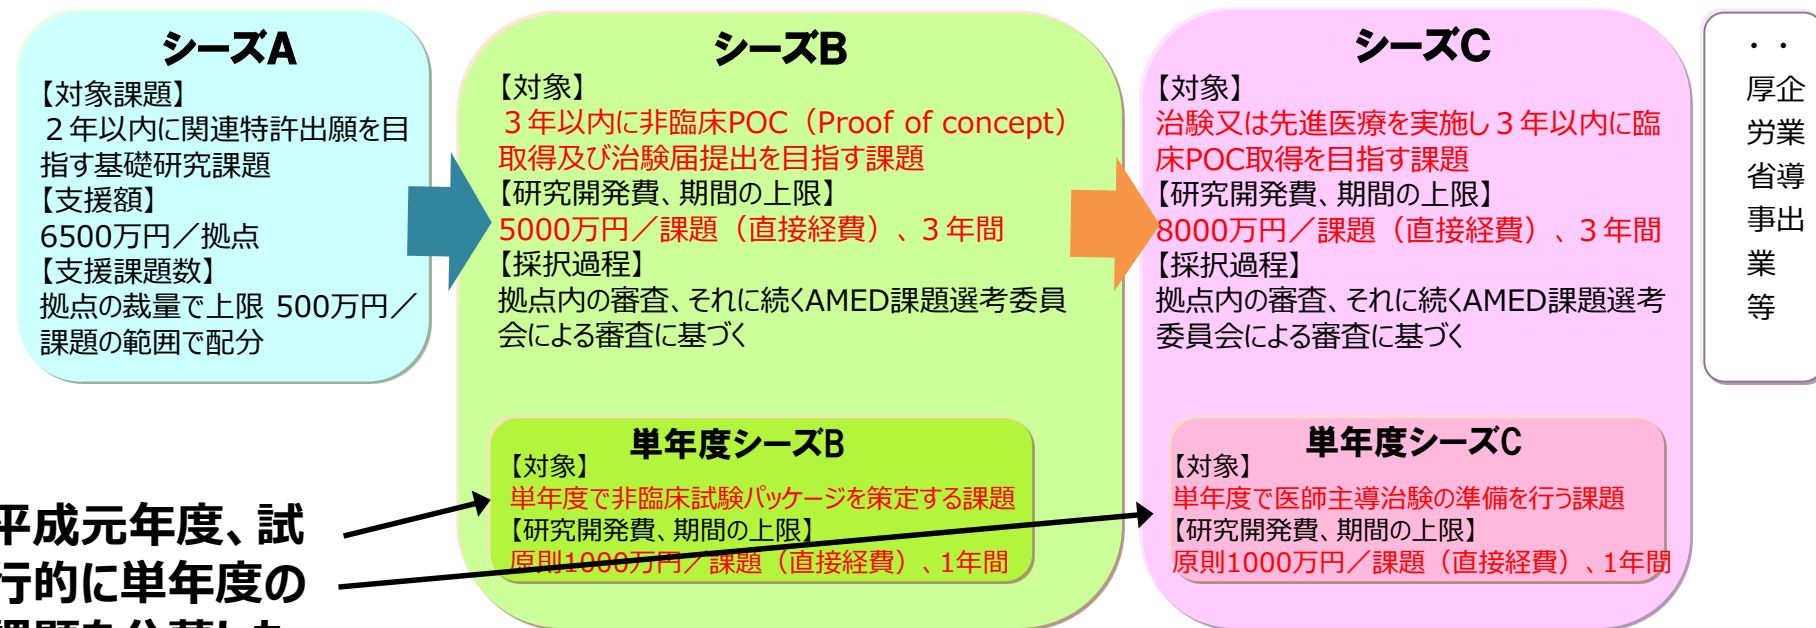 シーズA
【対象課題】
２年以内に関連特許出願を目
指す基礎研究課題
【支援額】
6500万円／拠点
【支援課題数】
拠点の裁量で上限 500万円／
課題の範囲で配分
シーズB
【対象】
３年以内に非臨床POC（Proof of concept）
取得及び治験届提出を目指す課題
【研究開発費、期間の上限】
5000万円／課題（直接経費）、３年間
【採択過程】
拠点内の審査、それに続くAMED課題選考委員
会による審査に基づく
単年度シーズB
【対象】
単年度で非臨床試験パッケージを策定する課題
【研究開発費、期間の上限】
原則1000万円／課題（直接経費）、1年間
シーズC
【対象】
治験又は先進医療を実施し３年以内に臨
床POC取得を目指す課題
【研究開発費、期間の上限】
8000万円／課題（直接経費）、３年間
【採択過程】
拠点内の審査、それに続くAMED課題選考
委員会による審査に基づく
単年度シーズC
【対象】
単年度で医師主導治験の準備を行う課題
【研究開発費、期間の上限】
原則1000万円／課題（直接経費）、1年間
・企業導出
・厚労省事業等
平成元年度、試
行的に単年度の
課題を公募した